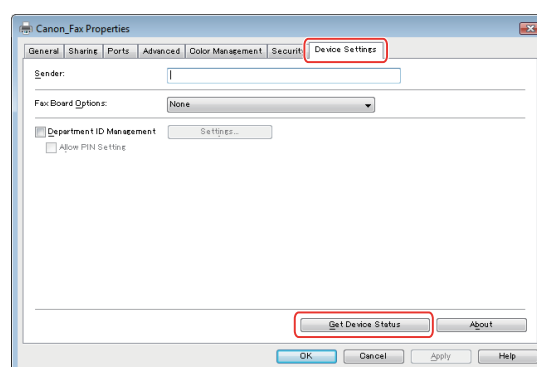 Canon_Fax Properties
General Sharing Ports Advanced Color Management Security Device Settings
Sender:
Fax Board Options: None
Department ID Management Settings...
Allow PIN Setting
Get Device Status About
OK Cancel Apply Help